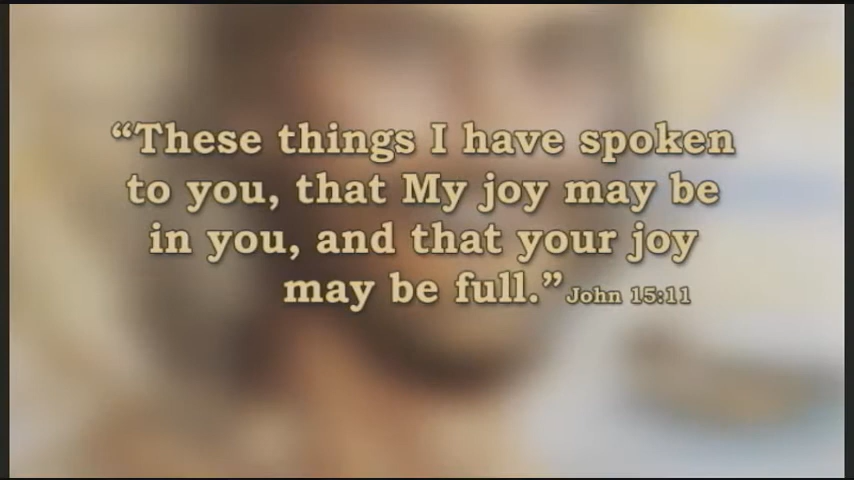 “These things I have spoken
to you, that My joy may be
in you, and that your joy
may be full.” John 15:11